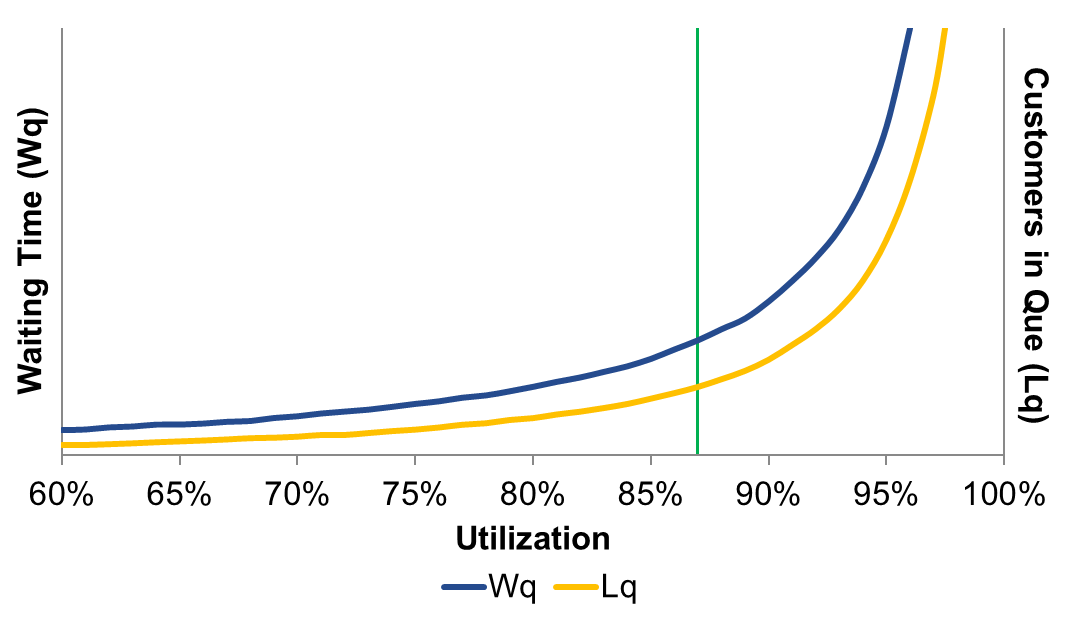 Waiting Time (Wq)
Customers in Que (Lq)
60% 65% 70% 75% 80% 85% 90% 95% 100%
Utilization
Wq Lq